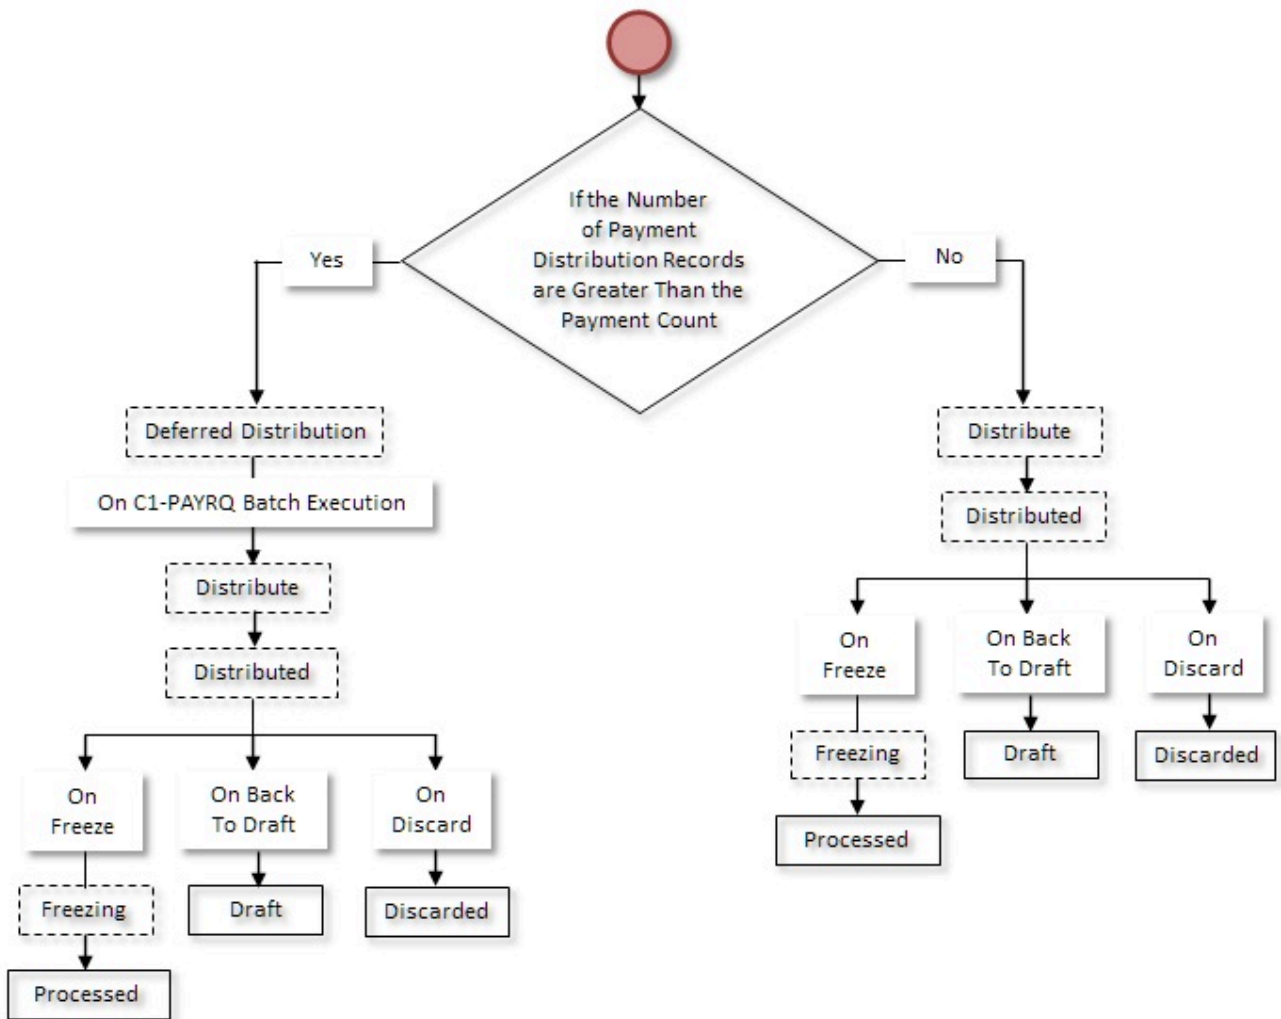 If the Number
of Payment
Distribution Records
are Greater Than the
Payment Count
Yes
No
Deferred Distribution
On C1-PAYRQ Batch Execution
Distribute
Distributed
On
Freeze
On Back
To Draft
On
Discard
Freezing
Draft
Discarded
Processed
Distribute
Distributed
On
Freeze
On Back
To Draft
On
Discard
Freezing
Draft
Discarded
Processed